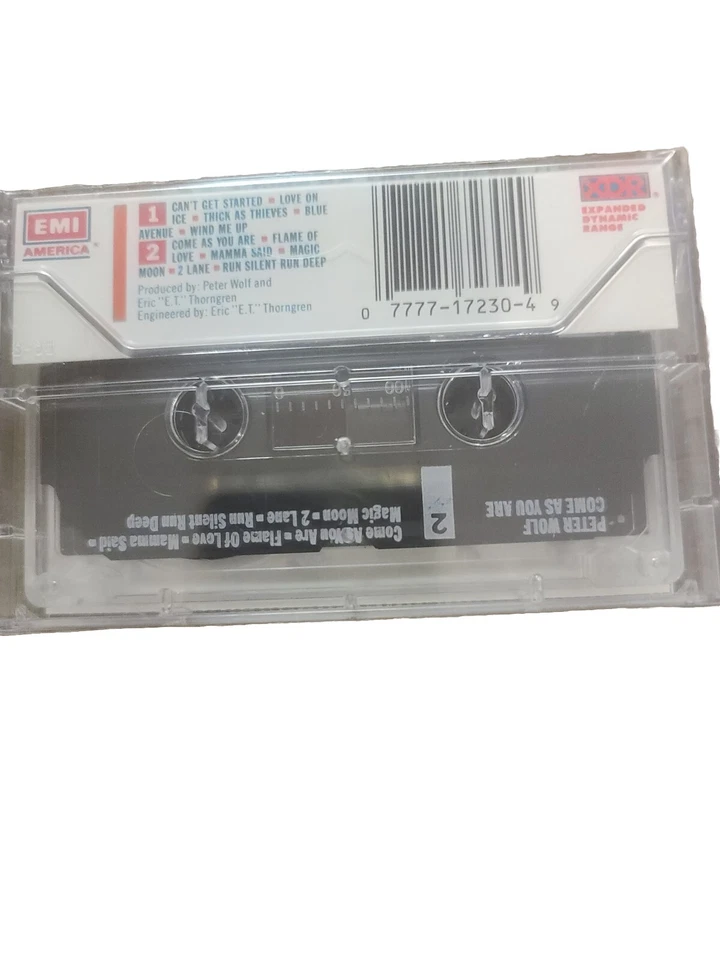 EMI
AMERICA™
1 CAN'T GET STARTED ■ LOVE ON
ICE ■ THICK AS THIEVES ■ BLUE
AVENUE ■ WIND ME UP
2 COME AS YOU ARE ■ FLAME OF
LOVE ■ MAMMA SAID ■ MAGIC
MOON ■ 2 LANE ■ RUN SILENT RUN DEEP
Produced by: Peter Wolf and
Eric "E.T." Thorngren
Engineered by: Eric "E.T." Thorngren
0 7777-17230-4 9
XDR®
EXPANDED
DYNAMIC
RANGE
0 50 100
2
PETER WOLF
COME AS YOU ARE
Come As You Are ■ Flame Of Love ■ Mamma Said ■
Magic Moon ■ 2 Lane ■ Run Silent Run Deep